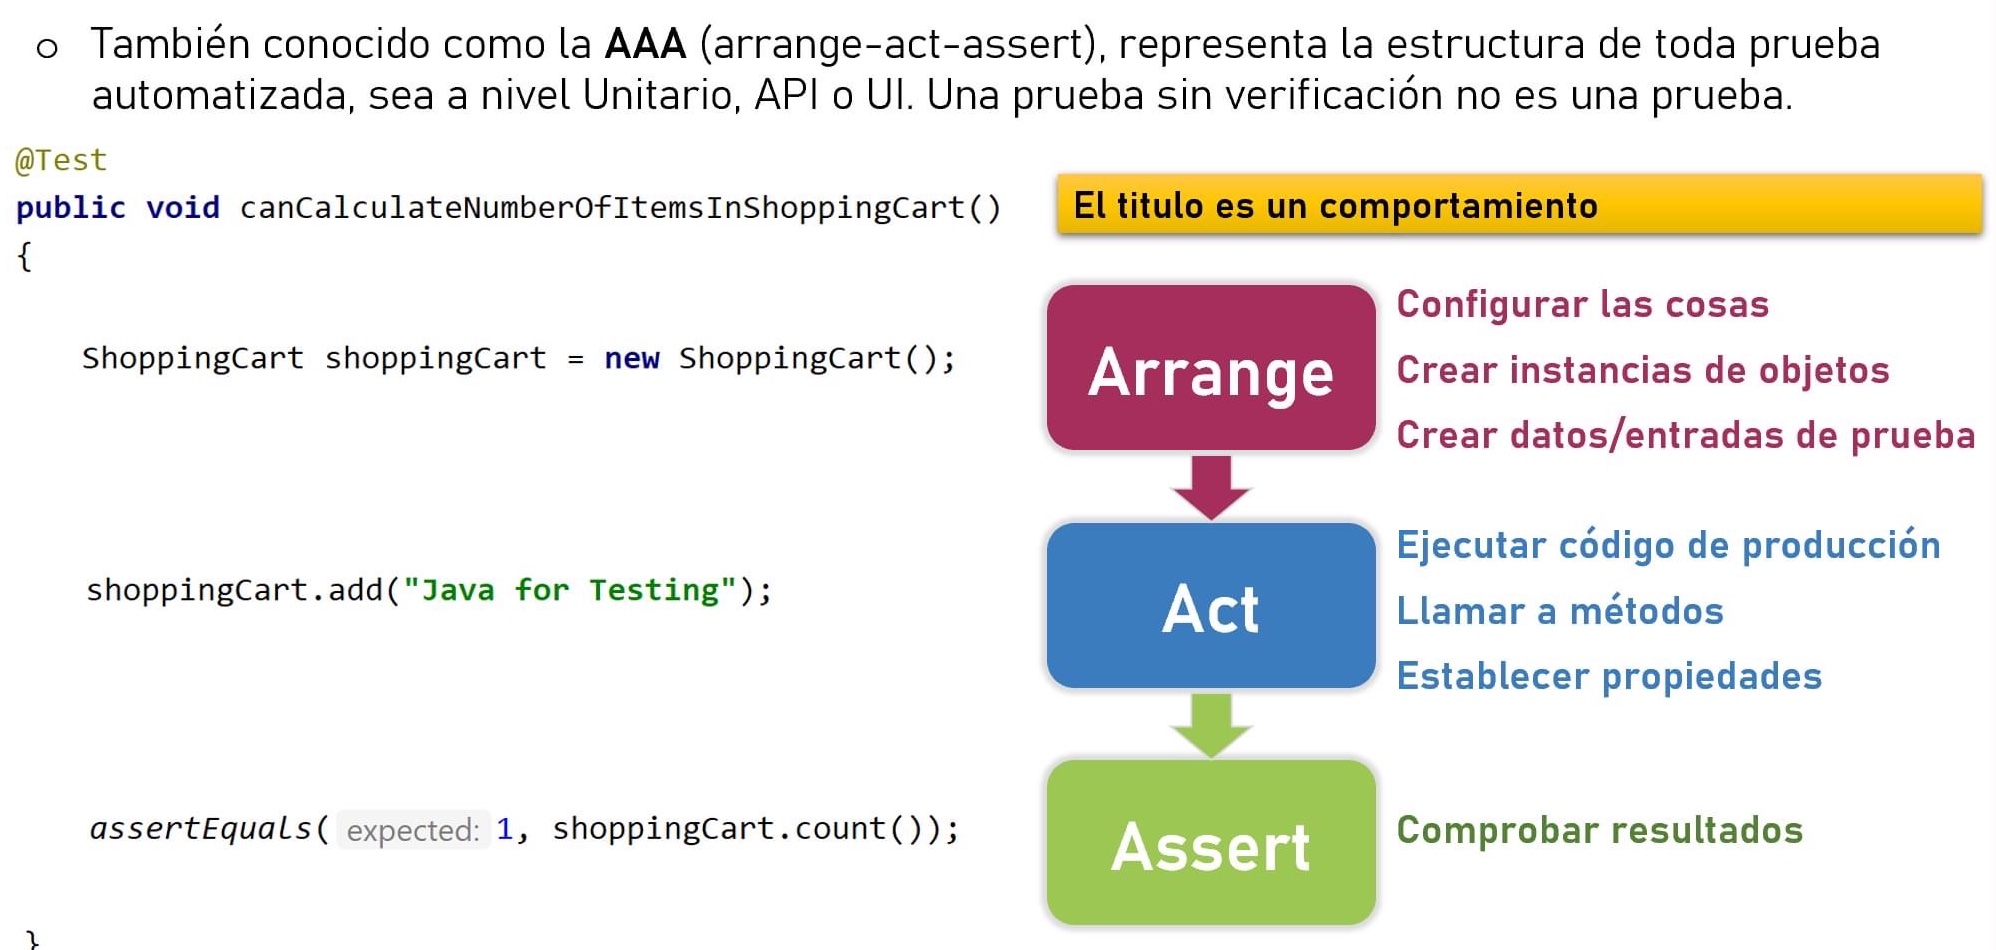 o También conocido como la AAA (arrange-act-assert), representa la estructura de toda prueba
automatizada, sea a nivel Unitario, API o UI. Una prueba sin verificación no es una prueba.
@Test
public void canCalculateNumberOfItemsInShoppingCart()
{
El titulo es un comportamiento
ShoppingCart shoppingCart = new ShoppingCart();
Arrange
Configurar las cosas
Crear instancias de objetos
Crear datos/entradas de prueba
shoppingCart.add("Java for Testing");
Act
Ejecutar código de producción
Llamar a métodos
Establecer propiedades
assertEquals( expected: 1, shoppingCart.count());
Assert
Comprobar resultados
}